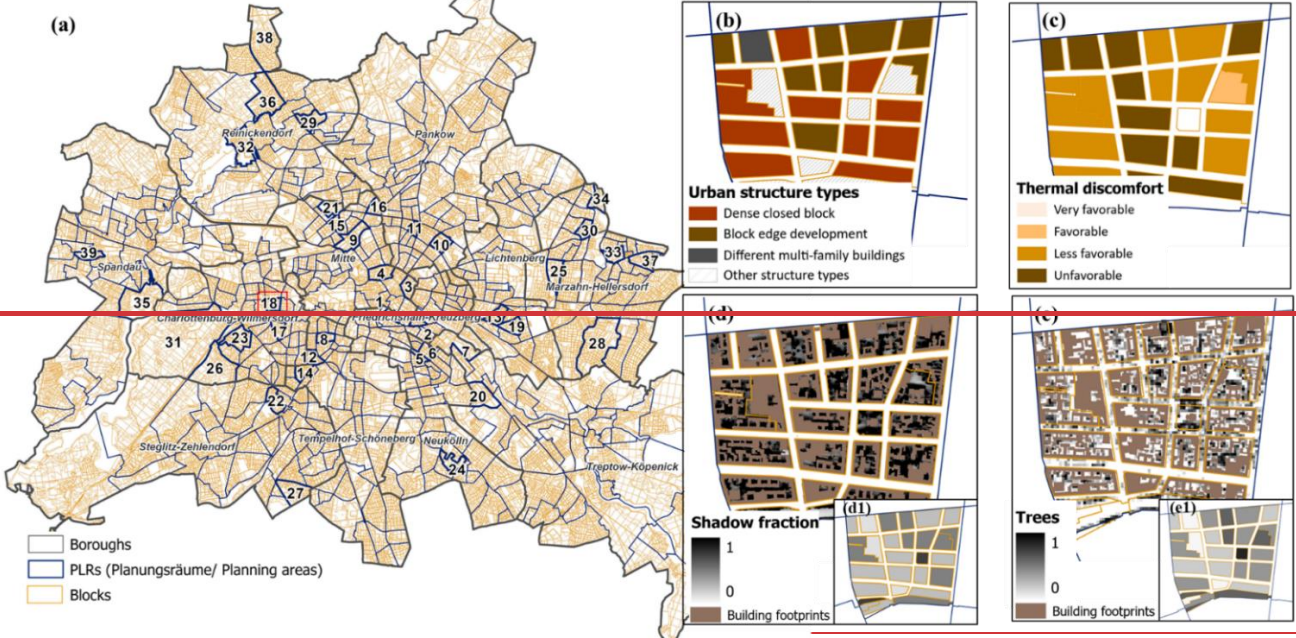 (a)
38
36
29
Reinickendorf
32
Pankow
34
21
16
15
11
30
9
10
33
39
Mitte
Lichtenberg
37
Spandau
4
25
3
Marzahn-Hellersdorf
35
18
1
Charlottenburg-Wilmersdorf
Friedrichshain-Kreuzberg
13
17
19
31
23
8
2
28
26
12
5
6
7
14
22
20
Steglitz-Zehlendorf
Tempelhof-Schöneberg
Neukölln
24
Treptow-Köpenick
27
Boroughs
PLRs (Planungsräume/ Planning areas)
Blocks
(b)
Urban structure types
Dense closed block
Block edge development
Different multi-family buildings
Other structure types
(c)
Thermal discomfort
Very favorable
Favorable
Less favorable
Unfavorable
(d)
Shadow fraction
1
0
Building footprints
(d1)
(e)
Trees
1
0
Building footprints
(e1)